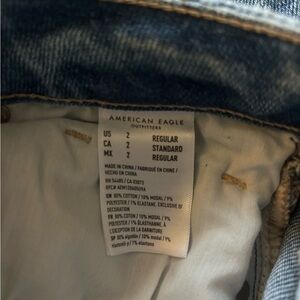 AMERICAN EAGLE
OUTFITTERS
US 2 REGULAR
CA 2 STANDARD
MX 2 REGULAR
MADE IN CHINA / FABRIQUÉ EN CHINE /
HECHO EN CHINA
EN: 80% COTTON / 10% MODAL / 9%
POLYESTER / 1% ELASTANE. EXCLUSIVE OF
DECORATION
FR: 80% COTON / 10% MODAL / 9%
POLYESTER / 1% ÉLASTHANNE, À
L'EXCEPTION DE LA GARNITURE
SP: 80% algodón / 10% modal / 9%
/ 1% elastano